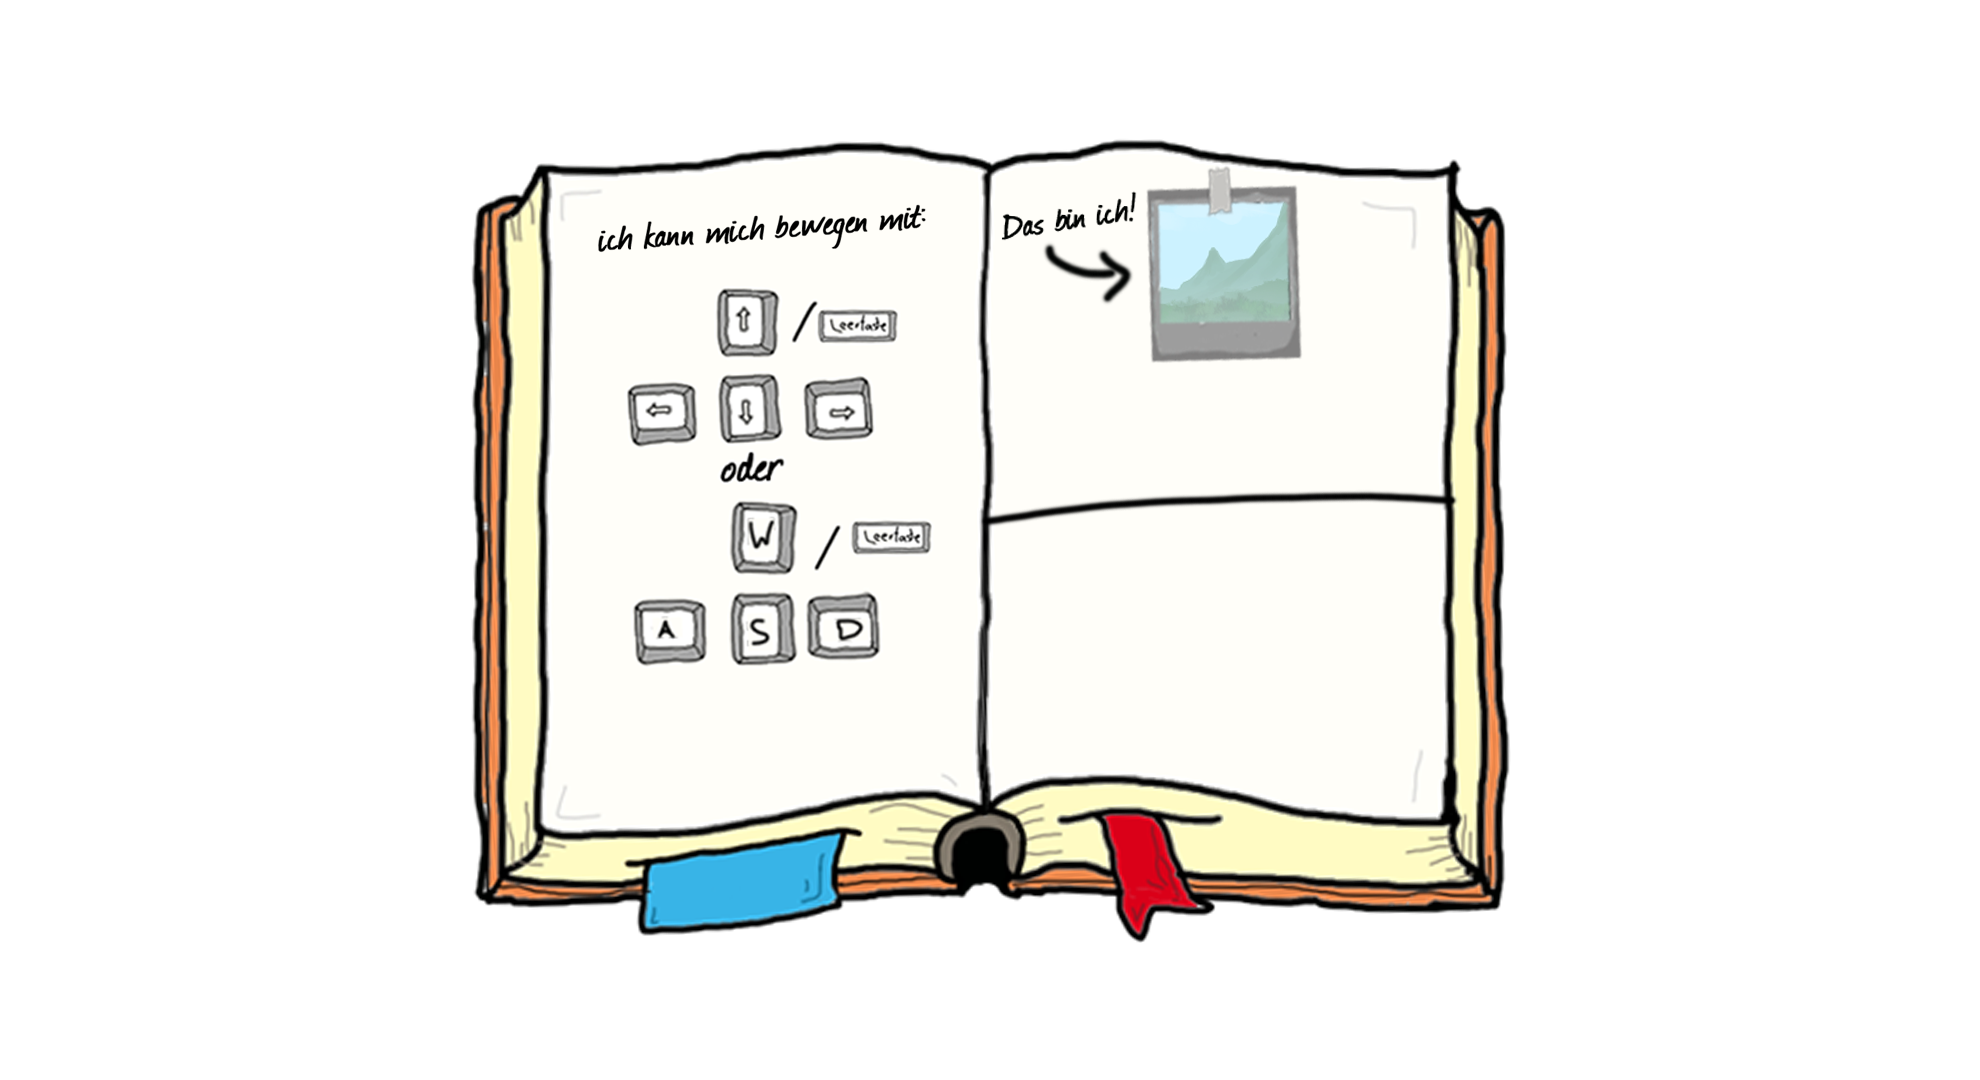 ich kann mich bewegen mit:
↑ / Leertaste
← ↓ →
oder
W / Leertaste
A S D
Das bin ich!